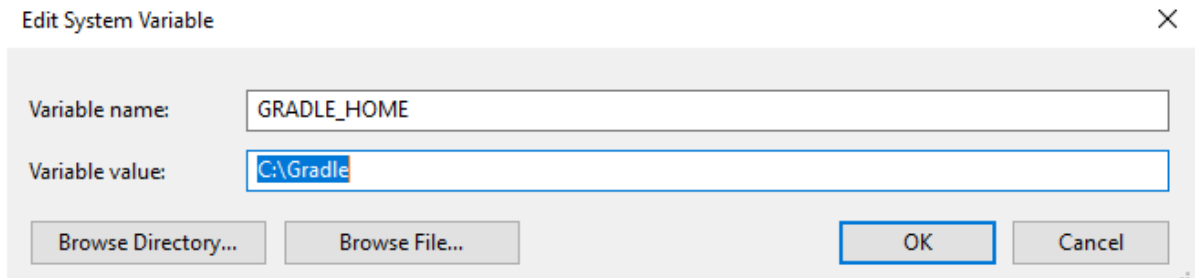 Edit System Variable
Variable name: GRADLE_HOME
Variable value: C:\Gradle
Browse Directory... Browse File... OK Cancel